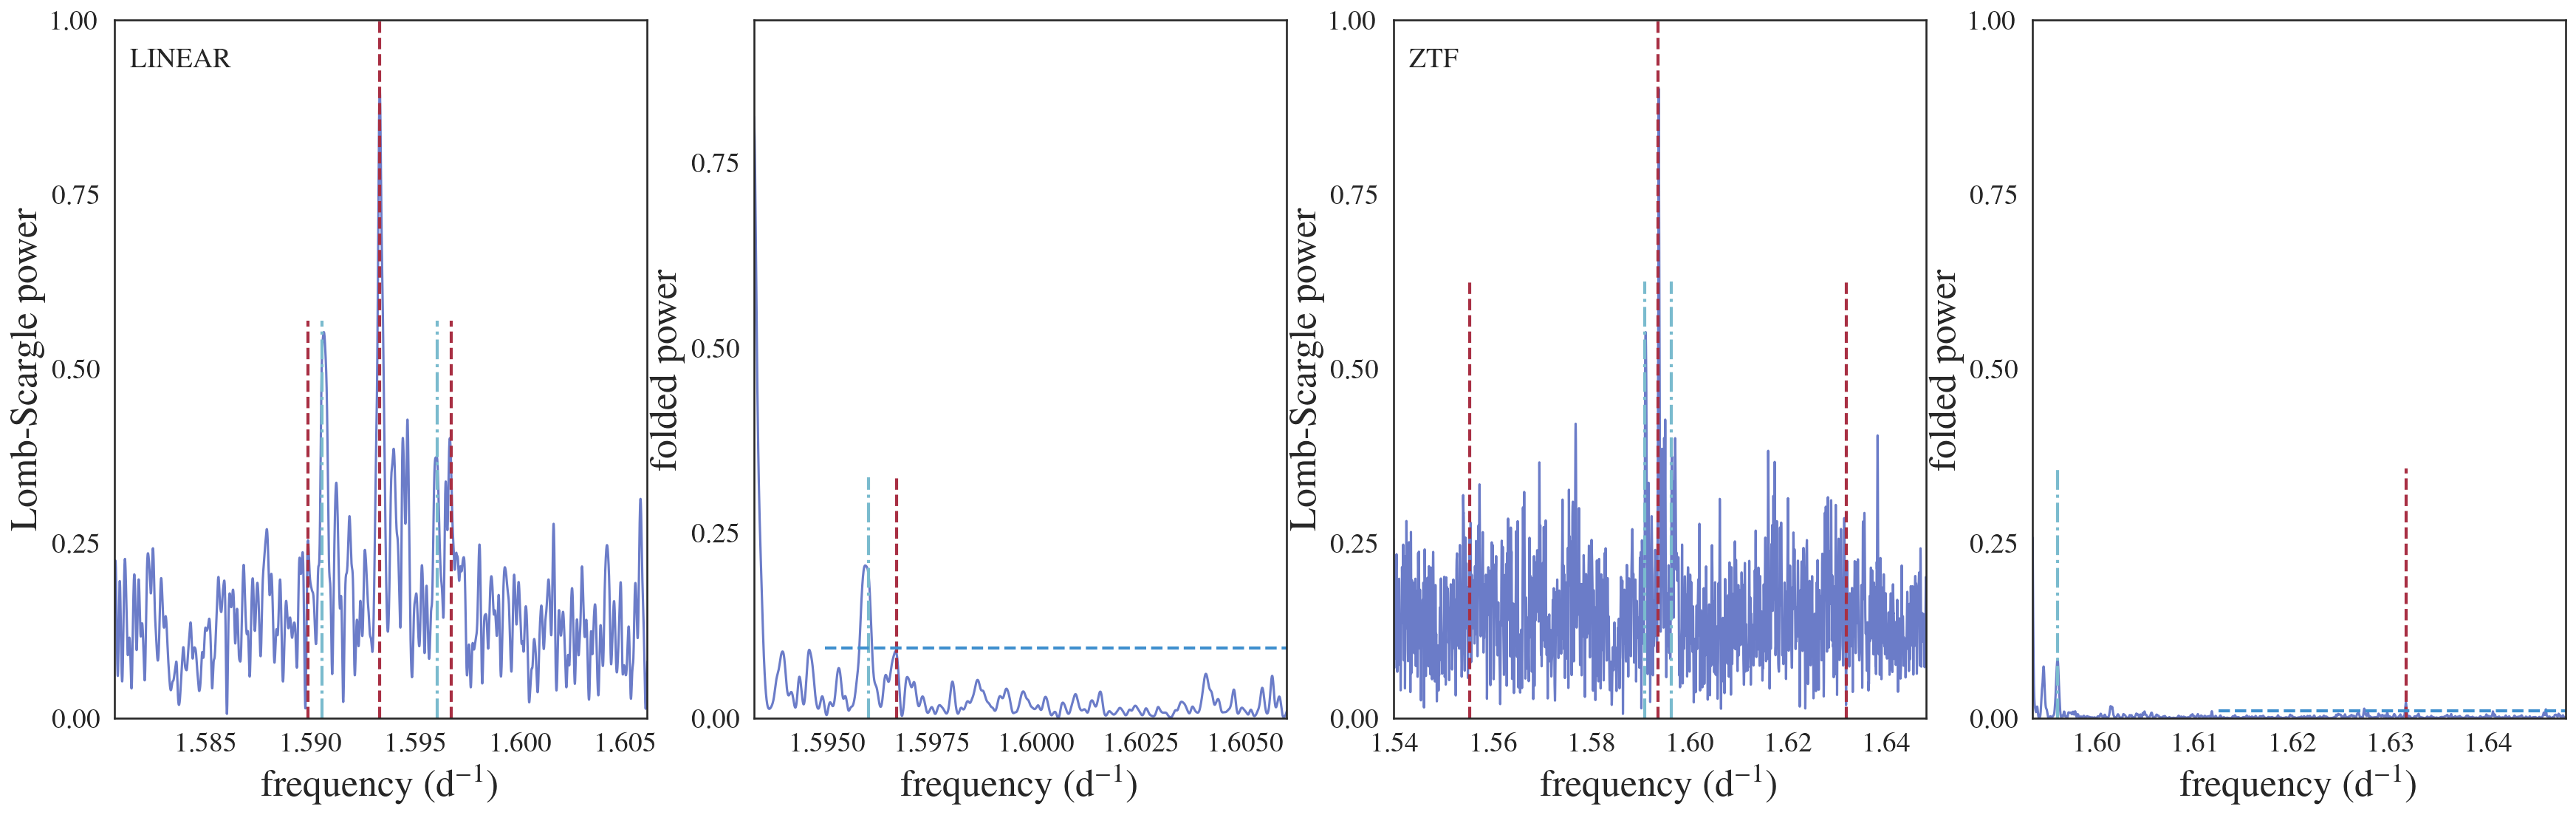 Lomb-Scargle power
1.00
0.75
0.50
0.25
0.00
LINEAR
1.585 1.590 1.595 1.600 1.605
frequency (d⁻¹)
folded power
0.75
0.50
0.25
0.00
1.5950 1.5975 1.6000 1.6025 1.6050
frequency (d⁻¹)
Lomb-Scargle power
1.00
0.75
0.50
0.25
0.00
ZTF
1.54 1.56 1.58 1.60 1.62 1.64
frequency (d⁻¹)
folded power
1.00
0.75
0.50
0.25
0.00
1.60 1.61 1.62 1.63 1.64
frequency (d⁻¹)